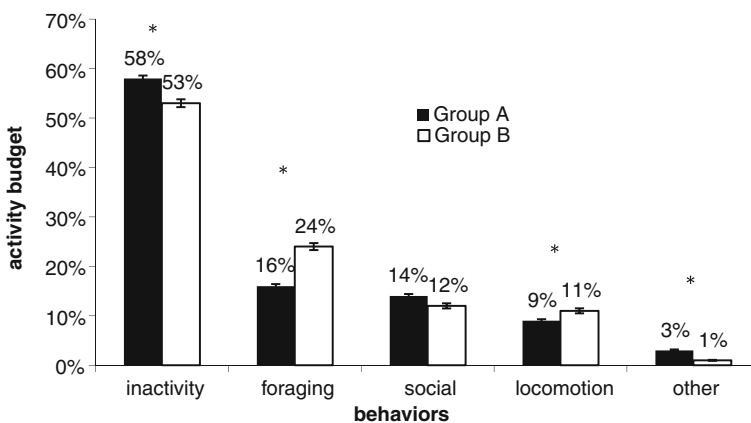 70%
*
58%
60%
53%
50%
Group A
Group B
40%
*
30%
24%
*
20%
16%
14%
12%
*
9%
11%
10%
3%
1%
0%
activity budget
inactivity
foraging
social
locomotion
other
behaviors